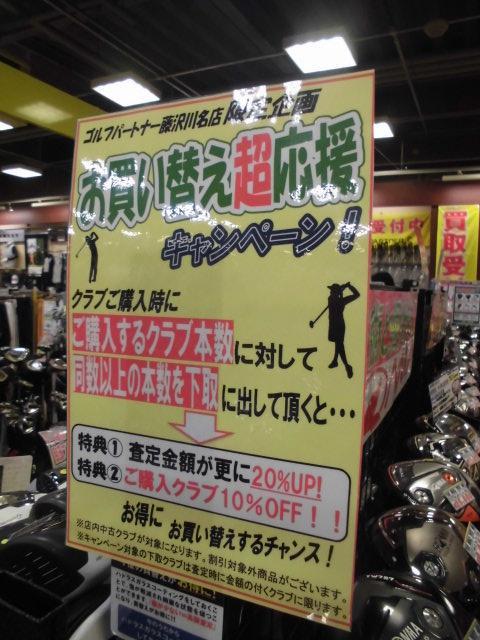 ゴルフパートナー藤沢川名店 限定企画
お買い替え超応援
キャンペーン！
クラブご購入時に
ご購入するクラブ本数に対して
同数以上の本数を下取に出して頂くと…
特典① 査定金額が更に20%UP!
特典② ご購入クラブ10%OFF！！
お得に お買い替えするチャンス！
※店内中古クラブが対象になります。割引対象外商品がございます。
※キャンペーン対象の下取クラブは査定時に金額の付くクラブに限ります。
受付中
買取受